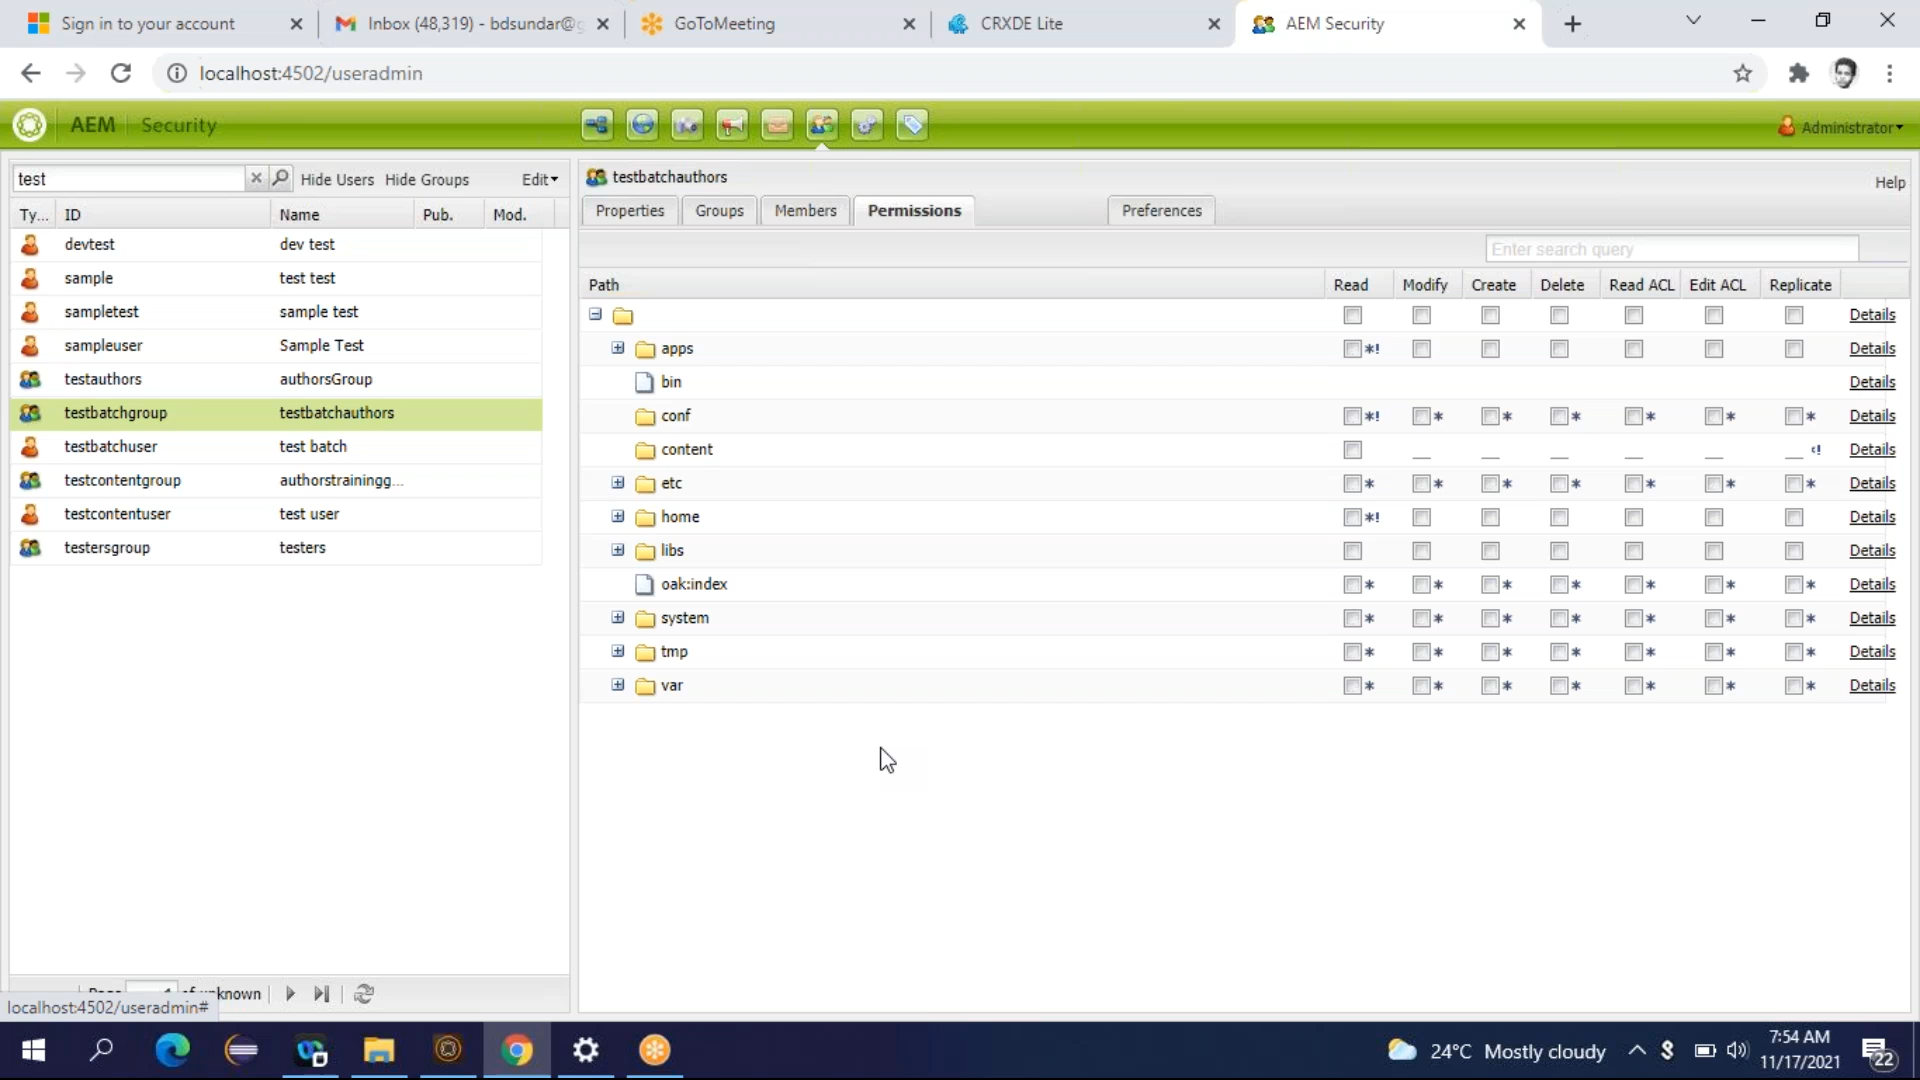 Sign in to your account
Inbox (48,319) - bdsundar@g
GoToMeeting
CRXDE Lite
AEM Security
localhost:4502/useradmin
AEM Security
Administrator
test
Hide Users Hide Groups Edit
Ty... ID Name Pub. Mod.
devtest dev test
sample test test
sampletest sample test
sampleuser Sample Test
testauthors authorsGroup
testbatchgroup testbatchauthors
testbatchuser test batch
testcontentgroup authorstrainingg...
testcontentuser test user
testersgroup testers
of unknown
localhost:4502/useradmin#
testbatchauthors
Help
Properties Groups Members Permissions Preferences
Enter search query
Path Read Modify Create Delete Read ACL Edit ACL Replicate
Details
apps *! Details
bin Details
conf *! * * * * * * Details
content ! Details
etc * * * * * * * Details
home *! Details
libs Details
oak:index * * * * * * * Details
system * * * * * * * Details
tmp * * * * * * * Details
var * * * * * * * Details
24°C Mostly cloudy
7:54 AM
11/17/2021
22